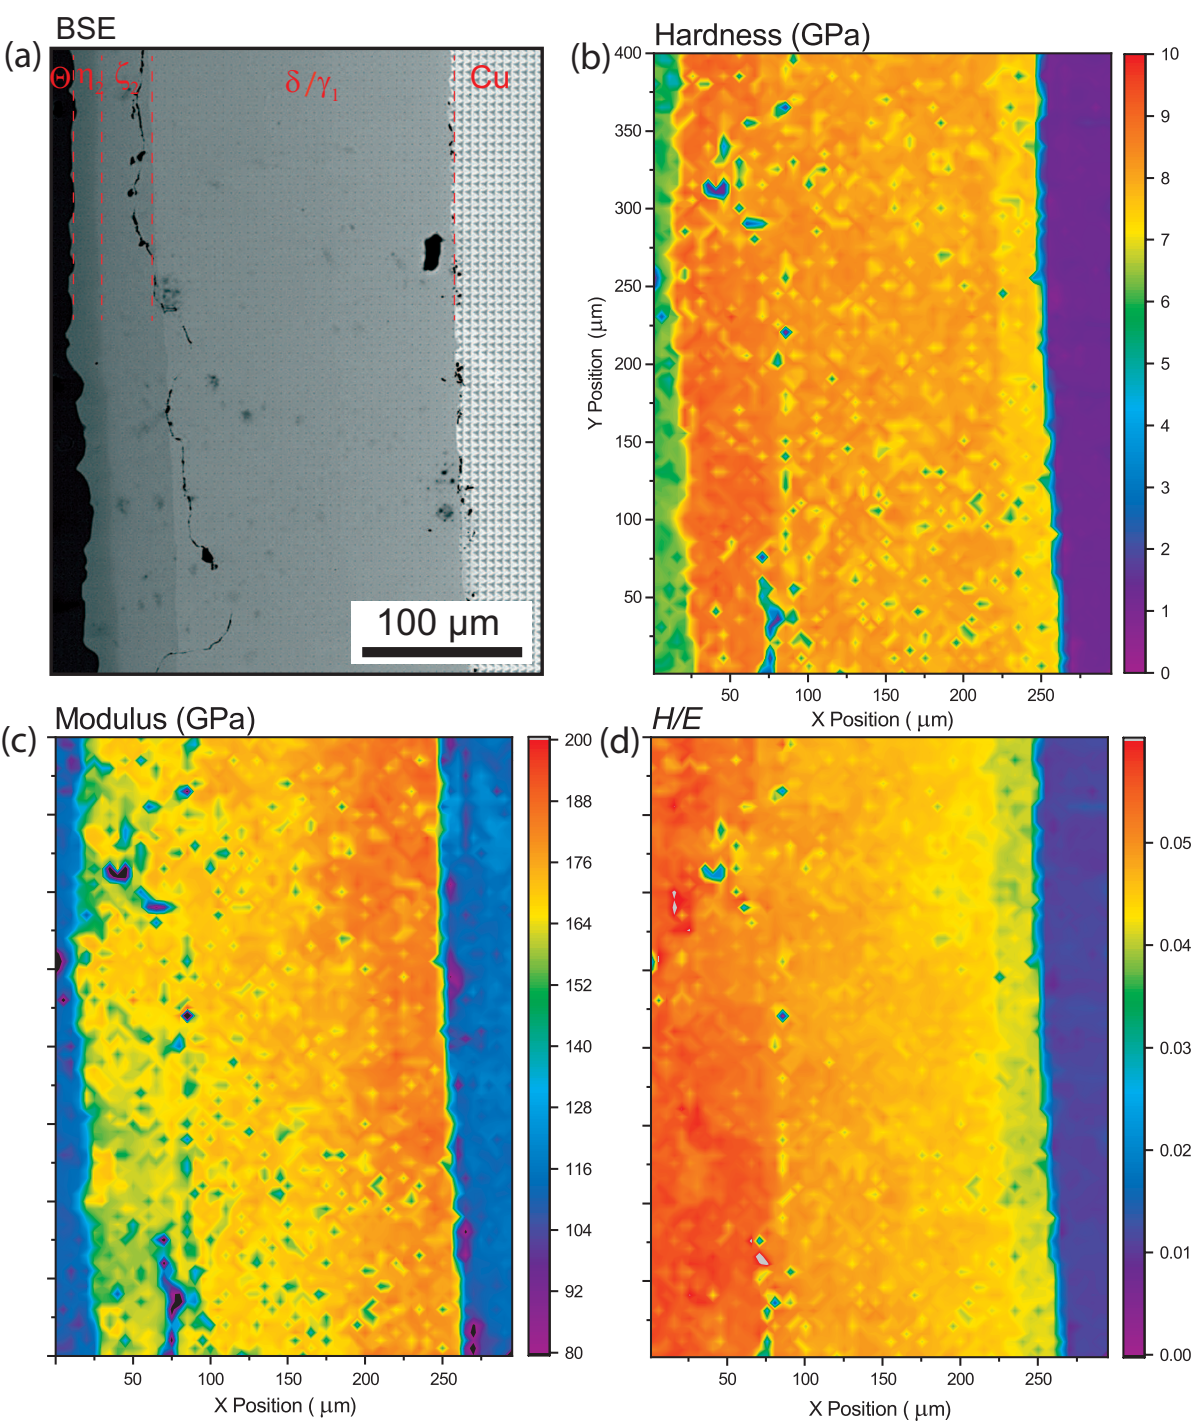 (a)
BSE
Θ η2 ζ2 δ/γ1 Cu
100 µm
(b)
Hardness (GPa)
400
350
300
250
200
150
100
50
Y Position (µm)
50 100 150 200 250
X Position ( µm)
10
9
8
7
6
5
4
3
2
1
0
(c)
Modulus (GPa)
50 100 150 200 250
X Position ( µm)
200
188
176
164
152
140
128
116
104
92
80
(d)
H/E
50 100 150 200 250
X Position ( µm)
0.05
0.04
0.03
0.02
0.01
0.00